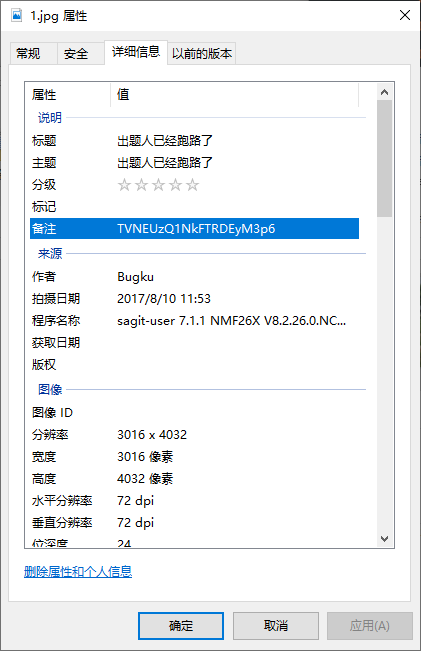 1.jpg 属性
常规 安全 详细信息 以前的版本
属性 值
说明
标题 出题人已经跑路了
主题 出题人已经跑路了
分级 ☆☆☆☆☆
标记
备注 TVNEUzQ1NkFTRDEyM3p6
来源
作者 Bugku
拍摄日期 2017/8/10 11:53
程序名称 sagit-user 7.1.1 NMF26X V8.2.26.0.NC...
获取日期
版权
图像
图像 ID
分辨率 3016 x 4032
宽度 3016 像素
高度 4032 像素
水平分辨率 72 dpi
垂直分辨率 72 dpi
位深度 24
删除属性和个人信息
确定 取消 应用(A)